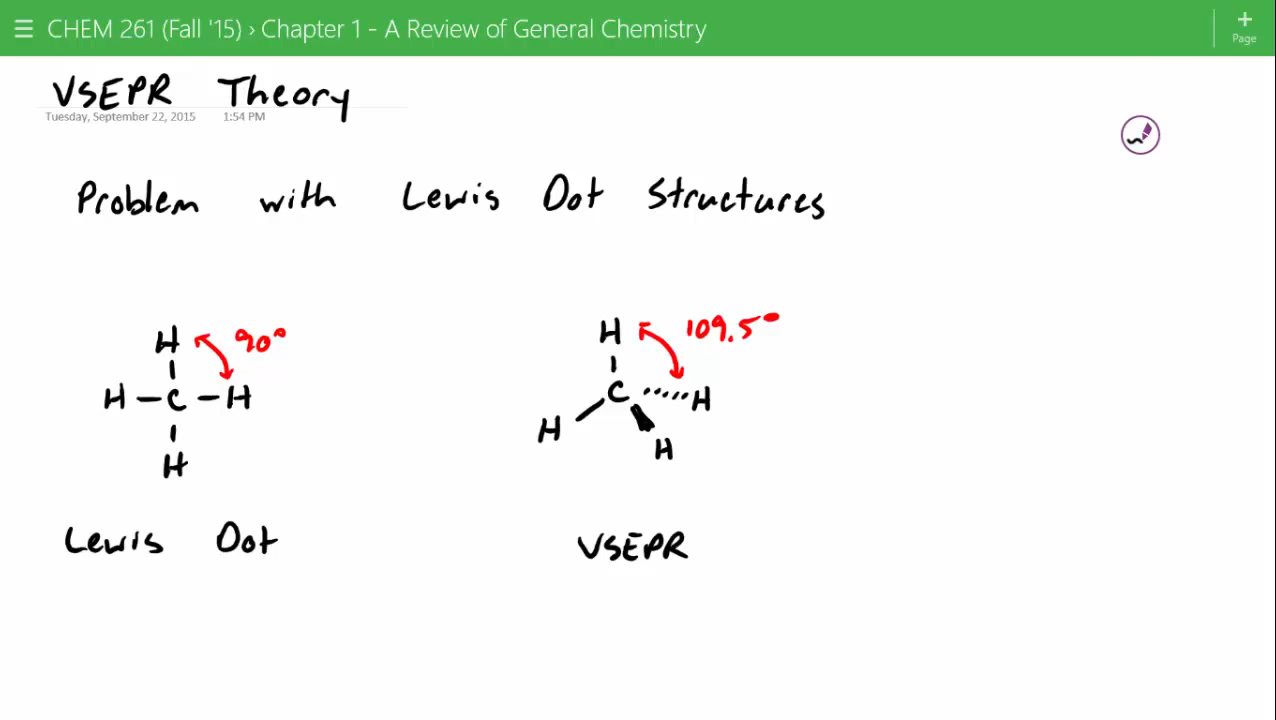 CHEM 261 (Fall '15) › Chapter 1 - A Review of General Chemistry
+
Page
VSEPR Theory
Tuesday, September 22, 2015 1:54 PM
Problem with Lewis Dot Structures
H 90°
H – C – H
H
Lewis Dot
H 109.5°
C H
H
H
VSEPR